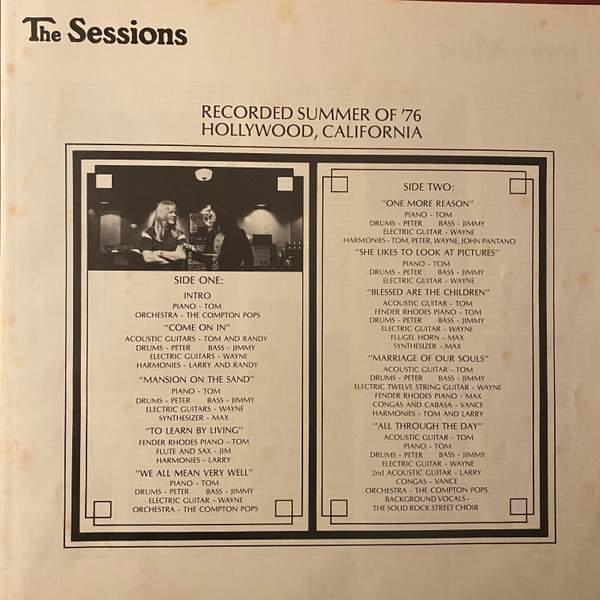 The Sessions
RECORDED SUMMER OF '76
HOLLYWOOD, CALIFORNIA
SIDE ONE:
INTRO
PIANO - TOM
ORCHESTRA - THE COMPTON POPS
"COME ON IN"
ACOUSTIC GUITARS - TOM AND RANDY
DRUMS - PETER BASS - JIMMY
ELECTRIC GUITARS - WAYNE
HARMONIES - LARRY AND RANDY
"MANSION ON THE SAND"
PIANO - TOM
DRUMS - PETER BASS - JIMMY
ELECTRIC GUITARS - WAYNE
SYNTHESIZER - MAX
"TO LEARN BY LIVING"
FENDER RHODES PIANO - TOM
FLUTE AND SAX - JIM
HARMONIES - LARRY
"WE ALL MEAN VERY WELL"
PIANO - TOM
DRUMS - PETER BASS - JIMMY
ELECTRIC GUITAR - WAYNE
ORCHESTRA - THE COMPTON POPS
SIDE TWO:
"ONE MORE REASON"
PIANO - TOM
DRUMS - PETER BASS - JIMMY
ELECTRIC GUITAR - WAYNE
HARMONIES - TOM, PETER, WAYNE, JOHN PANTANO
"SHE LIKES TO LOOK AT PICTURES"
PIANO - TOM
DRUMS - PETER BASS - JIMMY
ELECTRIC GUITAR - WAYNE
"BLESSED ARE THE CHILDREN"
ACOUSTIC GUITAR - TOM
FENDER RHODES PIANO - TOM
DRUMS - PETER BASS - JIMMY
ELECTRIC GUITAR - WAYNE
FLUGEL HORN - MAX
SYNTHESIZER - MAX
"MARRIAGE OF OUR SOULS"
ACOUSTIC GUITAR - TOM
DRUMS - PETER BASS - JIMMY
ELECTRIC TWELVE STRING GUITAR - WAYNE
FENDER RHODES PIANO - MAX
CONGAS AND CABASA - VANCE
HARMONIES - TOM AND LARRY
"ALL THROUGH THE DAY"
ACOUSTIC GUITAR - TOM
PIANO - TOM
DRUMS - PETER BASS - JIMMY
ELECTRIC GUITAR - WAYNE
2nd ACOUSTIC GUITAR - LARRY
CONGAS - VANCE
ORCHESTRA - THE COMPTON POPS
BACKGROUND VOCALS -
THE SOLID ROCK STREET CHOIR